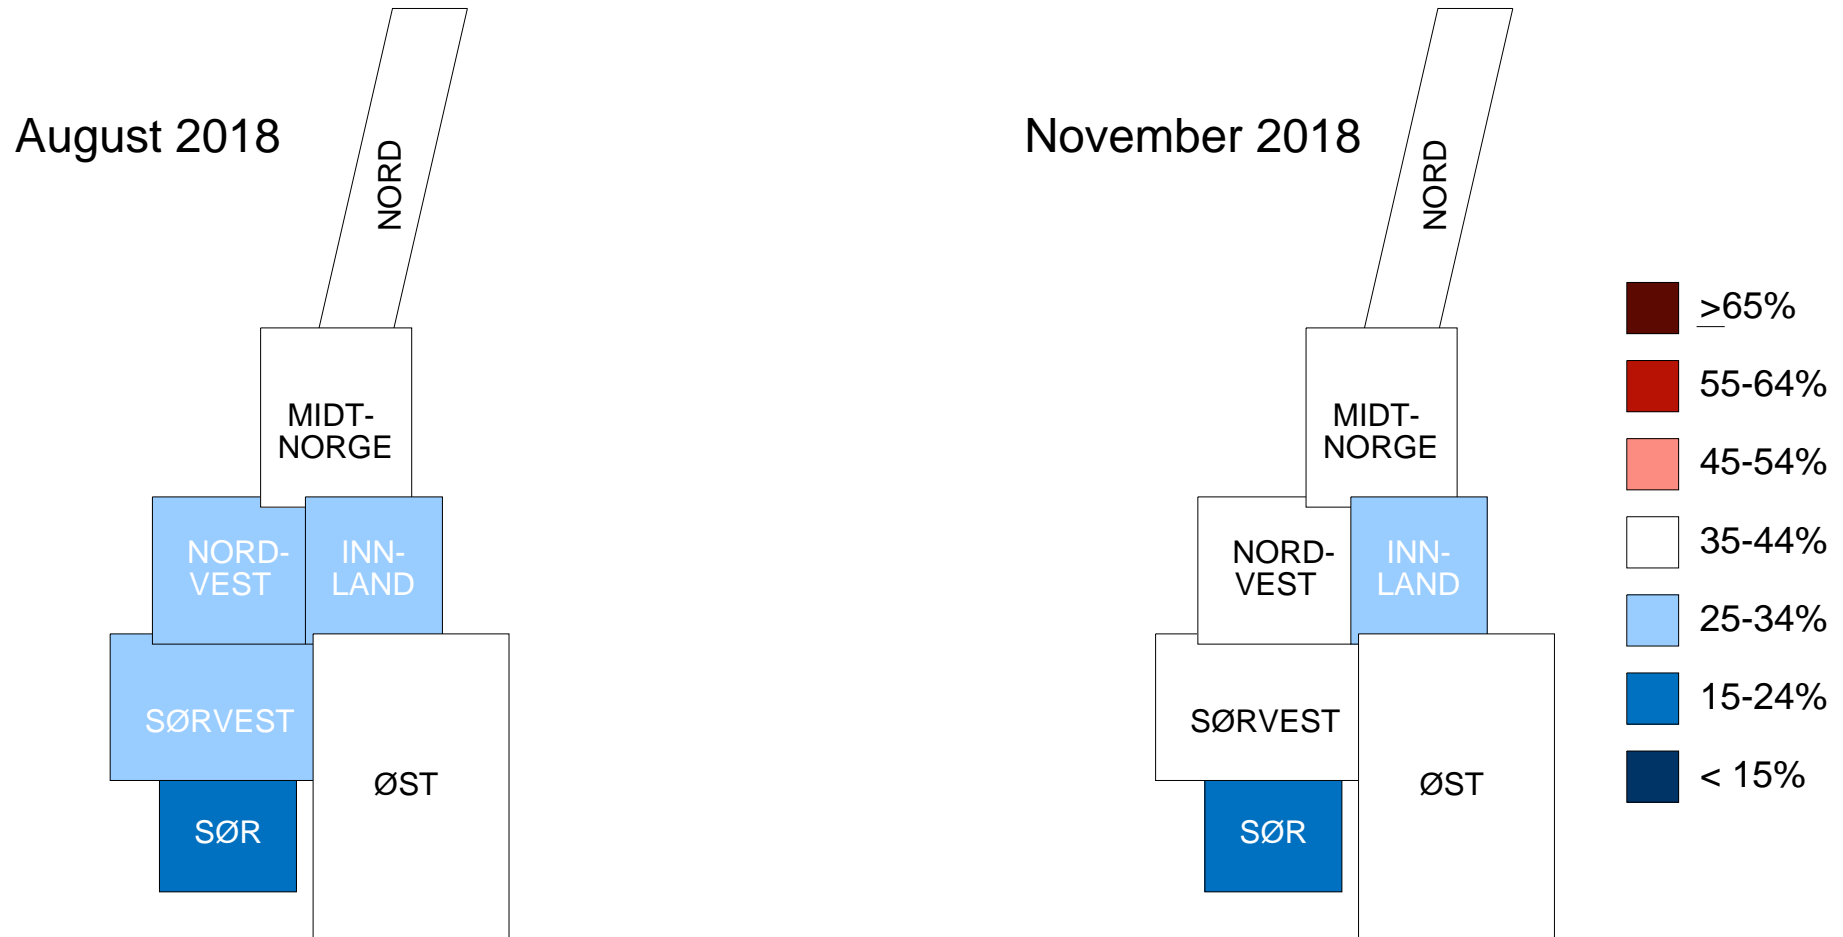 August 2018
NORD
MIDT-
NORGE
NORD-
VEST
INN-
LAND
SØRVEST
ØST
SØR
November 2018
NORD
MIDT-
NORGE
NORD-
VEST
INN-
LAND
SØRVEST
ØST
SØR
>65%
55-64%
45-54%
35-44%
25-34%
15-24%
< 15%